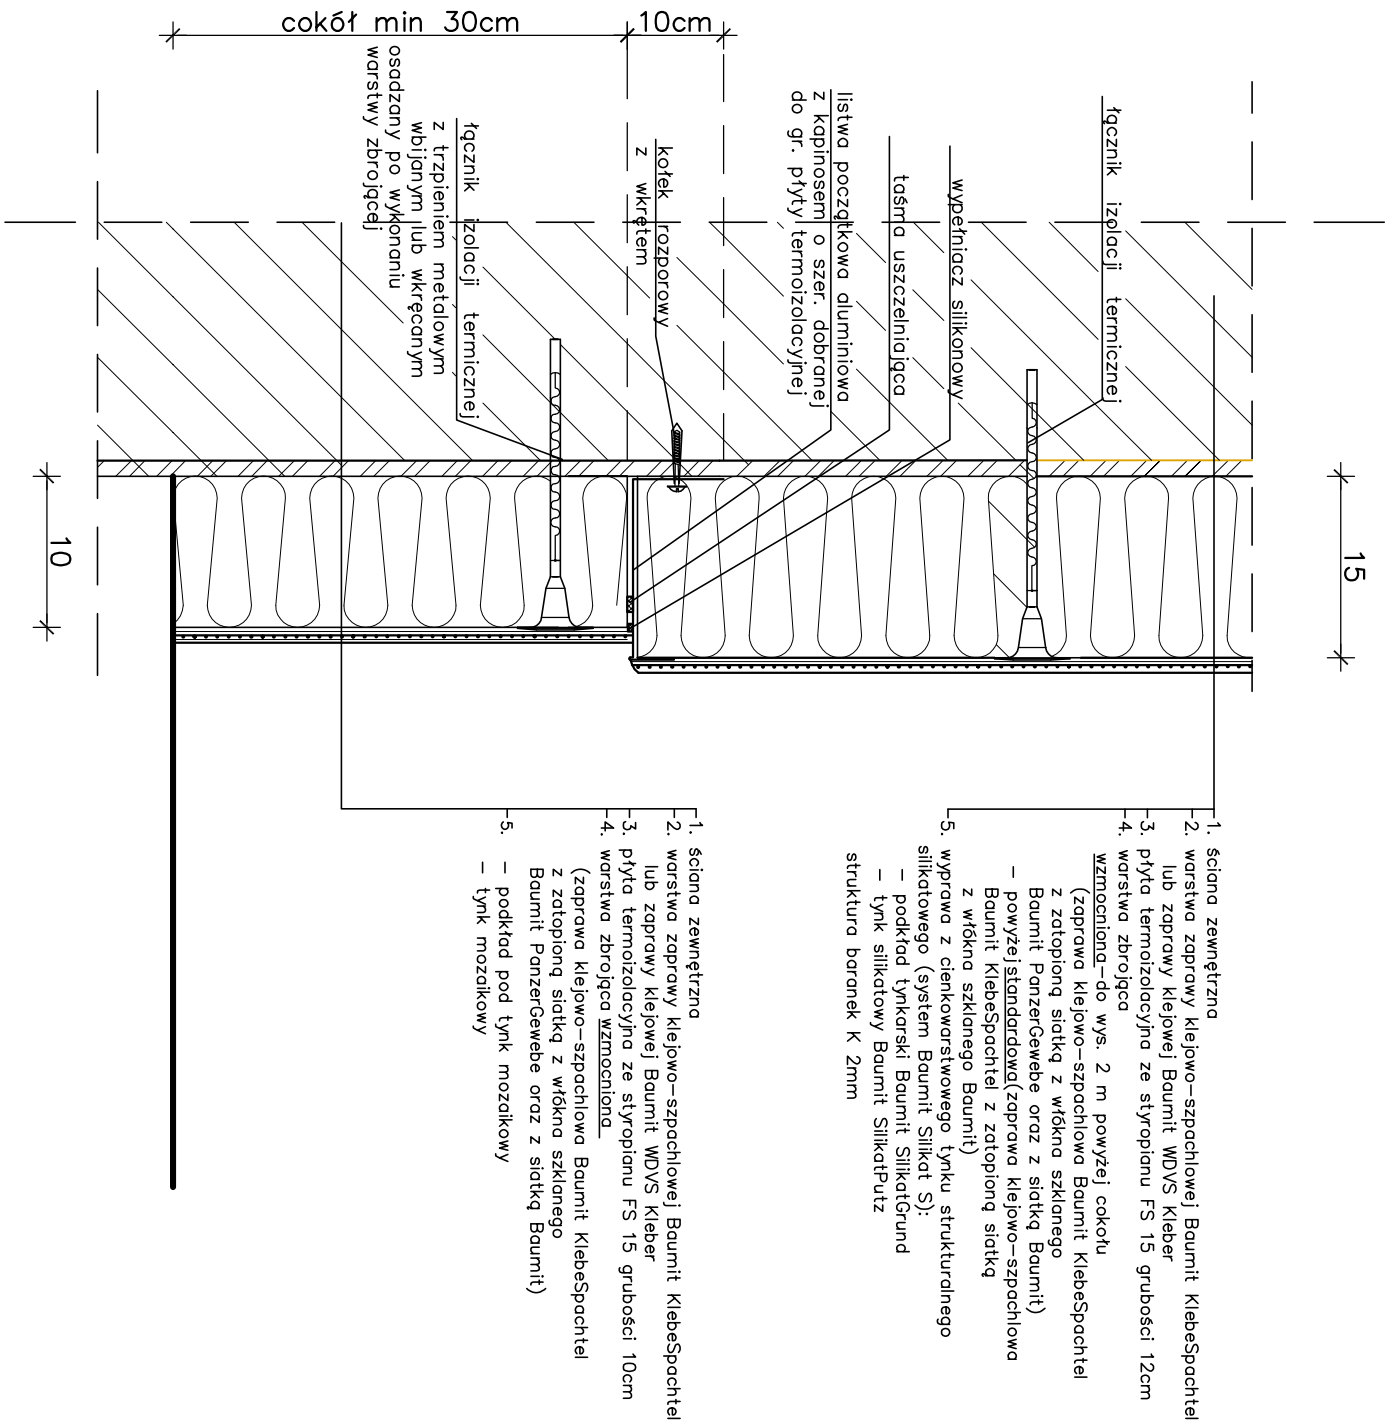 cokół min 30cm
10cm
łącznik izolacji termicznej
wypełniacz silikonowy
taśma uszczelniająca
listwa początkowa aluminiowa
z kapinosem o szer. dobranej
do gr. płyty termoizolacyjnej
kołek rozporowy
z wkrętem
łącznik izolacji termicznej
z trzpieniem metalowym
wbijanym lub wkręcanym
osadzany po wykonaniu
warstwy zbrojącej
15
10
1. ściana zewnętrzna
2. warstwa zaprawy klejowo-szpachlowej Baumit KlebeSpachtel
lub zaprawy klejowej Baumit WDVS Kleber
3. płyta termoizolacyjna ze styropianu FS 15 grubości 12cm
4. warstwa zbrojąca
wzmocniona-do wys. 2 m powyżej cokołu
(zaprawa klejowo-szpachlowa Baumit KlebeSpachtel
z zatopioną siatką z włókna szklanego
Baumit PanzerGewebe oraz z siatką Baumit)
- powyżej standardowa(zaprawa klejowo-szpachlowa
Baumit KlebeSpachtel z zatopioną siatką
z włókna szklanego Baumit)
5. wyprawa z cienkowarstwowego tynku strukturalnego
silikatowego (system Baumit Silikat S):
- podkład tynkarski Baumit SilikatGrund
- tynk silikatowy Baumit SilikatPutz
struktura baranek K 2mm
1. ściana zewnętrzna
2. warstwa zaprawy klejowo-szpachlowej Baumit KlebeSpachtel
lub zaprawy klejowej Baumit WDVS Kleber
3. płyta termoizolacyjna ze styropianu FS 15 grubości 10cm
4. warstwa zbrojąca wzmocniona
(zaprawa klejowo-szpachlowa Baumit KlebeSpachtel
z zatopioną siatką z włókna szklanego
Baumit PanzerGewebe oraz z siatką Baumit)
5. - podkład pod tynk mozaikowy
- tynk mozaikowy